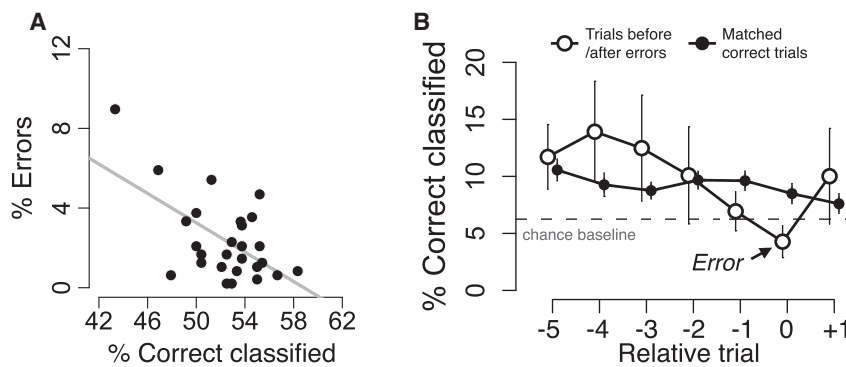 A
% Errors
12
8
4
0
42 46 50 54 58 62
% Correct classified
B
Trials before
/after errors
Matched
correct trials
% Correct classified
20
15
10
5
0
chance baseline
Error
-5 -4 -3 -2 -1 0 +1
Relative trial